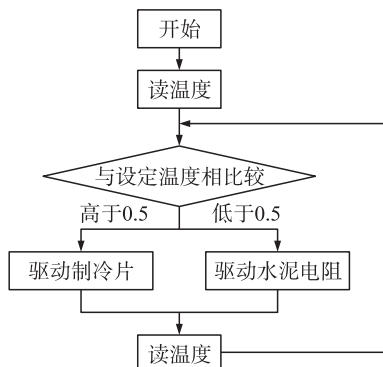 开始
读温度
与设定温度相比较
高于0.5
低于0.5
驱动制冷片
驱动水泥电阻
读温度